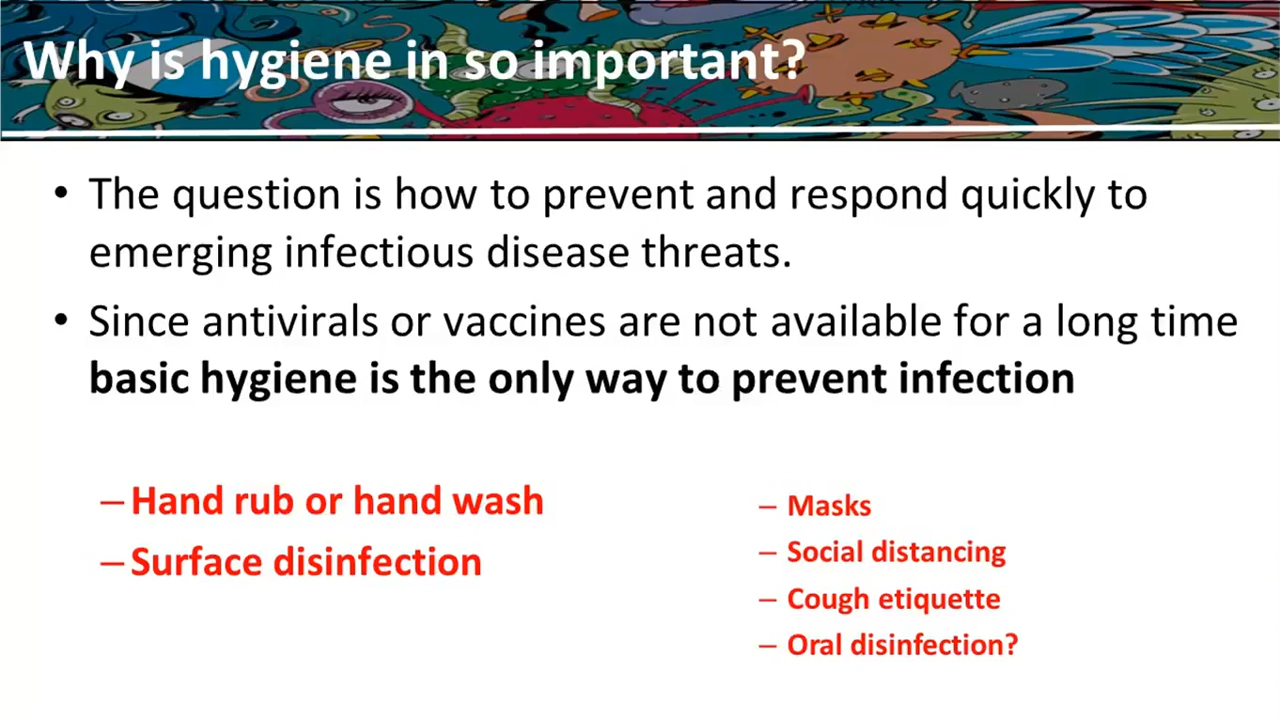 Why is hygiene in so important?
• The question is how to prevent and respond quickly to
emerging infectious disease threats.
• Since antivirals or vaccines are not available for a long time
basic hygiene is the only way to prevent infection
– Hand rub or hand wash
– Surface disinfection
– Masks
– Social distancing
– Cough etiquette
– Oral disinfection?